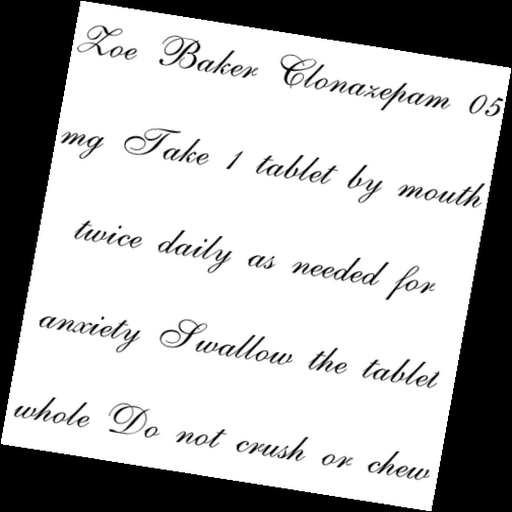 Zoe Baker Clonazepam 05
mg Take 1 tablet by mouth
twice daily as needed for
anxiety Swallow the tablet
whole Do not crush or chew